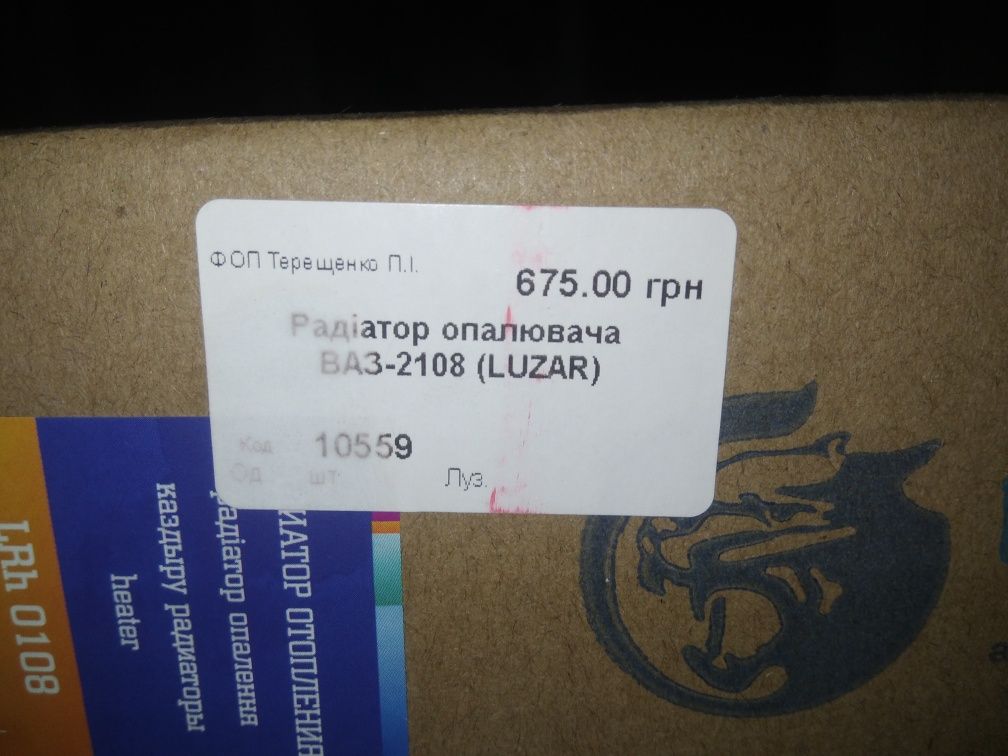 ФОП Терещенко П.І.
675.00 грн
Радіатор опалювача
ВАЗ-2108 (LUZAR)
Код 10559
Од шт
Луз.
LRh 0108
heater
каздыру радиаторы
радіатор опалення
ИАТОР ОТОПЛЕНИЯ